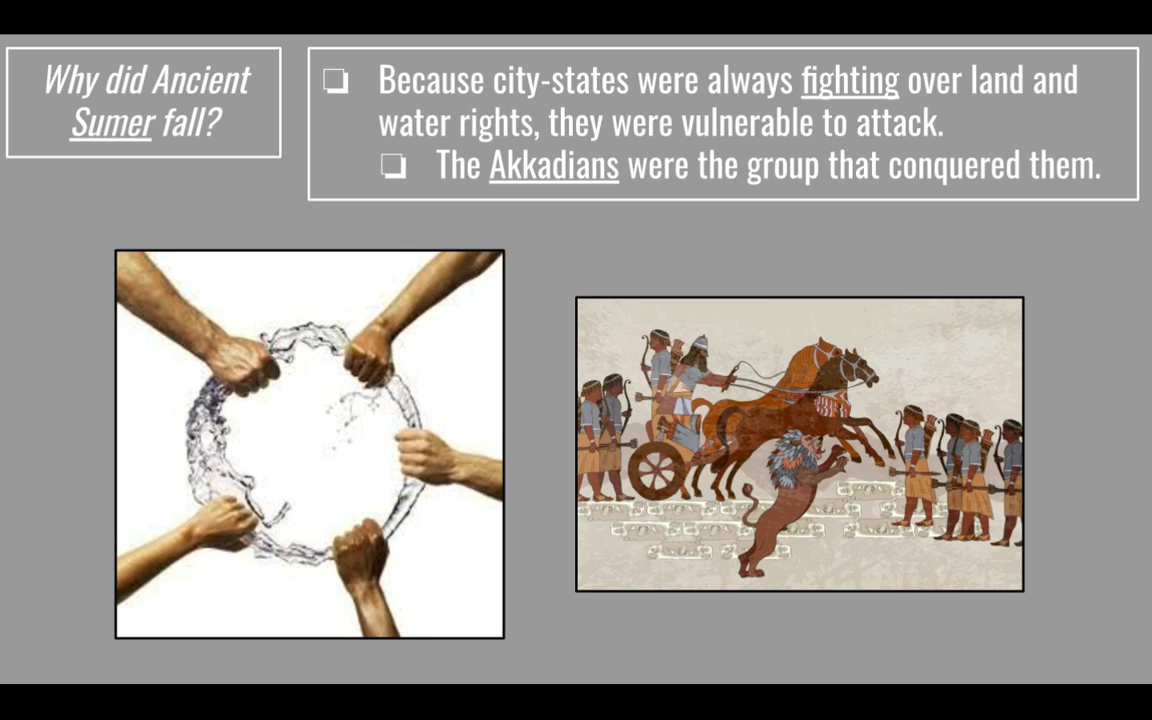 Why did Ancient
Sumer fall?
❏ Because city-states were always fighting over land and
water rights, they were vulnerable to attack.
❏ The Akkadians were the group that conquered them.